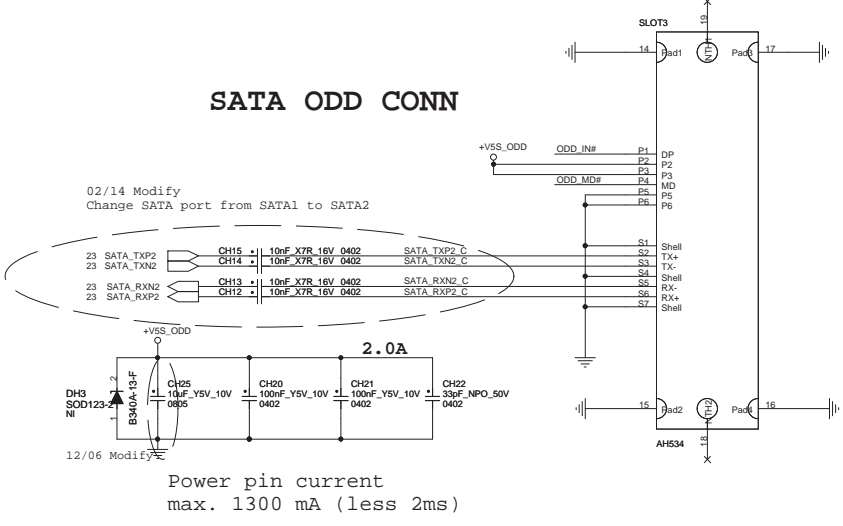 SLOT3
19
14 Pad1 NTH1 Pad3 17
SATA ODD CONN
+V5S_ODD
ODD_IN# P1 DP
P2 P2
P3 P3
ODD_MD# P4 MD
P5 P5
P6 P6
02/14 Modify
Change SATA port from SATA1 to SATA2
S1 Shell
23 SATA_TXP2 CH15 10nF_X7R_16V 0402 SATA_TXP2_C S2 TX+
23 SATA_TXN2 CH14 10nF_X7R_16V 0402 SATA_TXN2_C S3 TX-
S4 Shell
23 SATA_RXN2 CH13 10nF_X7R_16V 0402 SATA_RXN2_C S5 RX-
23 SATA_RXP2 CH12 10nF_X7R_16V 0402 SATA_RXP2_C S6 RX+
S7 Shell
+V5S_ODD
2.0A
2
1
DH3
SOD123-2
NI
B340A-13-F
CH25
10uF_Y5V_10V
0805
CH20
100nF_Y5V_10V
0402
CH21
100nF_Y5V_10V
0402
CH22
33pF_NPO_50V
0402
15 Pad2 NTH2 Pad4 16
18
AH534
12/06 Modify
Power pin current
max. 1300 mA (less 2ms)